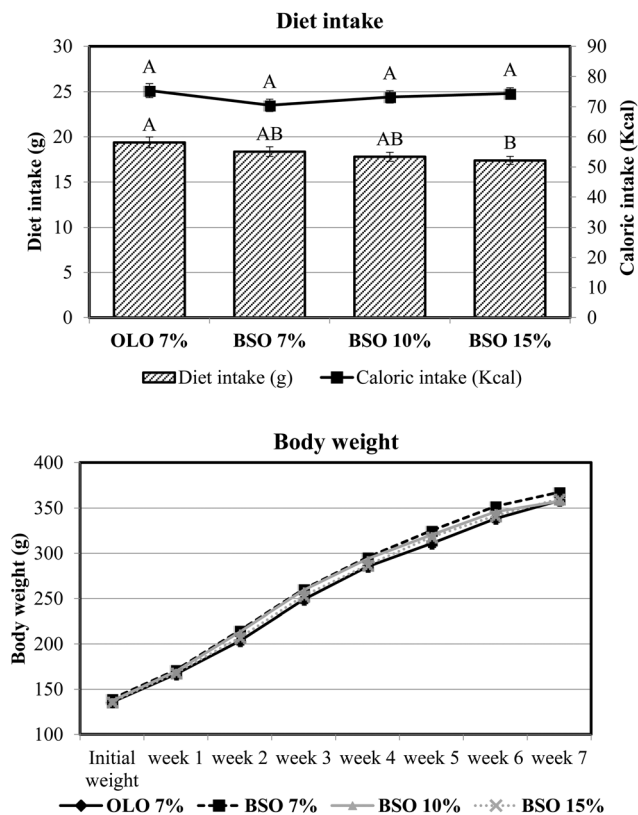 Diet intake
30
25
20
15
10
5
0
Diet intake (g)
90
80
70
60
50
40
30
20
10
0
Caloric intake (Kcal)
A A A A
A AB AB B
OLO 7% BSO 7% BSO 10% BSO 15%
Diet intake (g) Caloric intake (Kcal)
Body weight
400
350
300
250
200
150
100
Body weight (g)
Initial weight week 1 week 2 week 3 week 4 week 5 week 6 week 7
OLO 7% BSO 7% BSO 10% BSO 15%